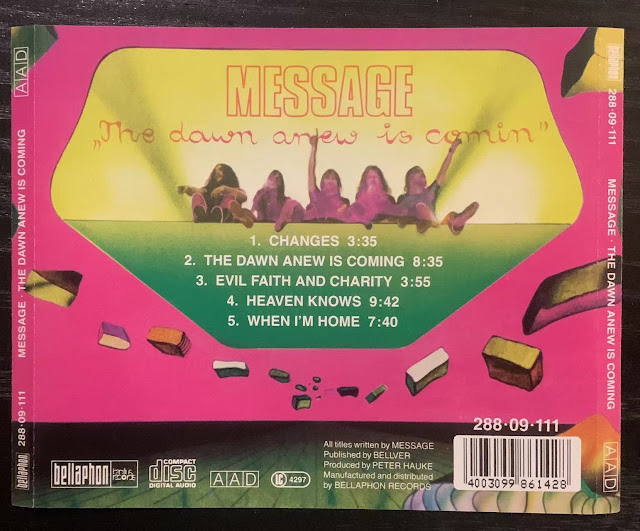 MESSAGE
„The dawn anew is comin”
1. CHANGES 3:35
2. THE DAWN ANEW IS COMING 8:35
3. EVIL FAITH AND CHARITY 3:55
4. HEAVEN KNOWS 9:42
5. WHEN I'M HOME 7:40
AAD
MESSAGE · THE DAWN ANEW IS COMING
288·09·111
bellaphon
bellaphon
288·09·111
MESSAGE · THE DAWN ANEW IS COMING
AAD
bellaphon
COMPACT
disc
DIGITAL AUDIO
AAD
LC 4297
All titles written by MESSAGE
Published by BELLVER
Produced by PETER HAUKE
Manufactured and distributed
by BELLAPHON RECORDS
288·09·111
4003099 861428